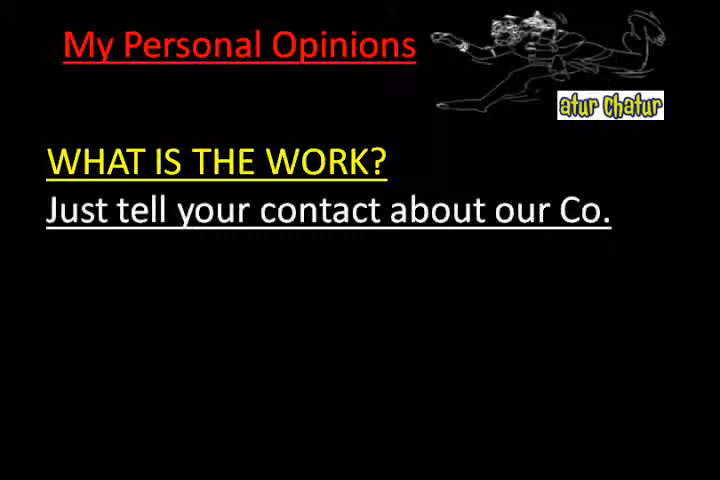 My Personal Opinions
atur chatur
WHAT IS THE WORK?
Just tell your contact about our Co.